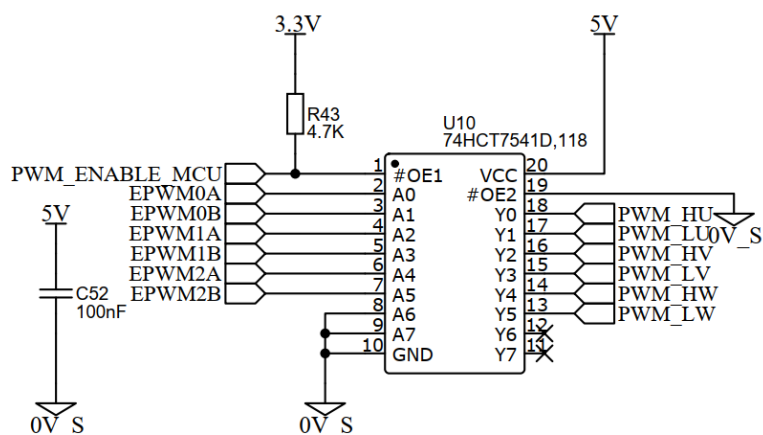 3.3V
5V
R43
4.7K
U10
74HCT7541D,118
PWM_ENABLE_MCU 1 #OE1 VCC 20
EPWM0A 2 A0 #OE2 19
EPWM0B 3 A1 Y0 18 PWM_HU
EPWM1A 4 A2 Y1 17 PWM_LU 0V_S
EPWM1B 5 A3 Y2 16 PWM_HV
EPWM2A 6 A4 Y3 15 PWM_LV
EPWM2B 7 A5 Y4 14 PWM_HW
8 A6 Y5 13 PWM_LW
9 A7 Y6 12
10 GND Y7 11
5V
C52
100nF
0V_S
0V_S